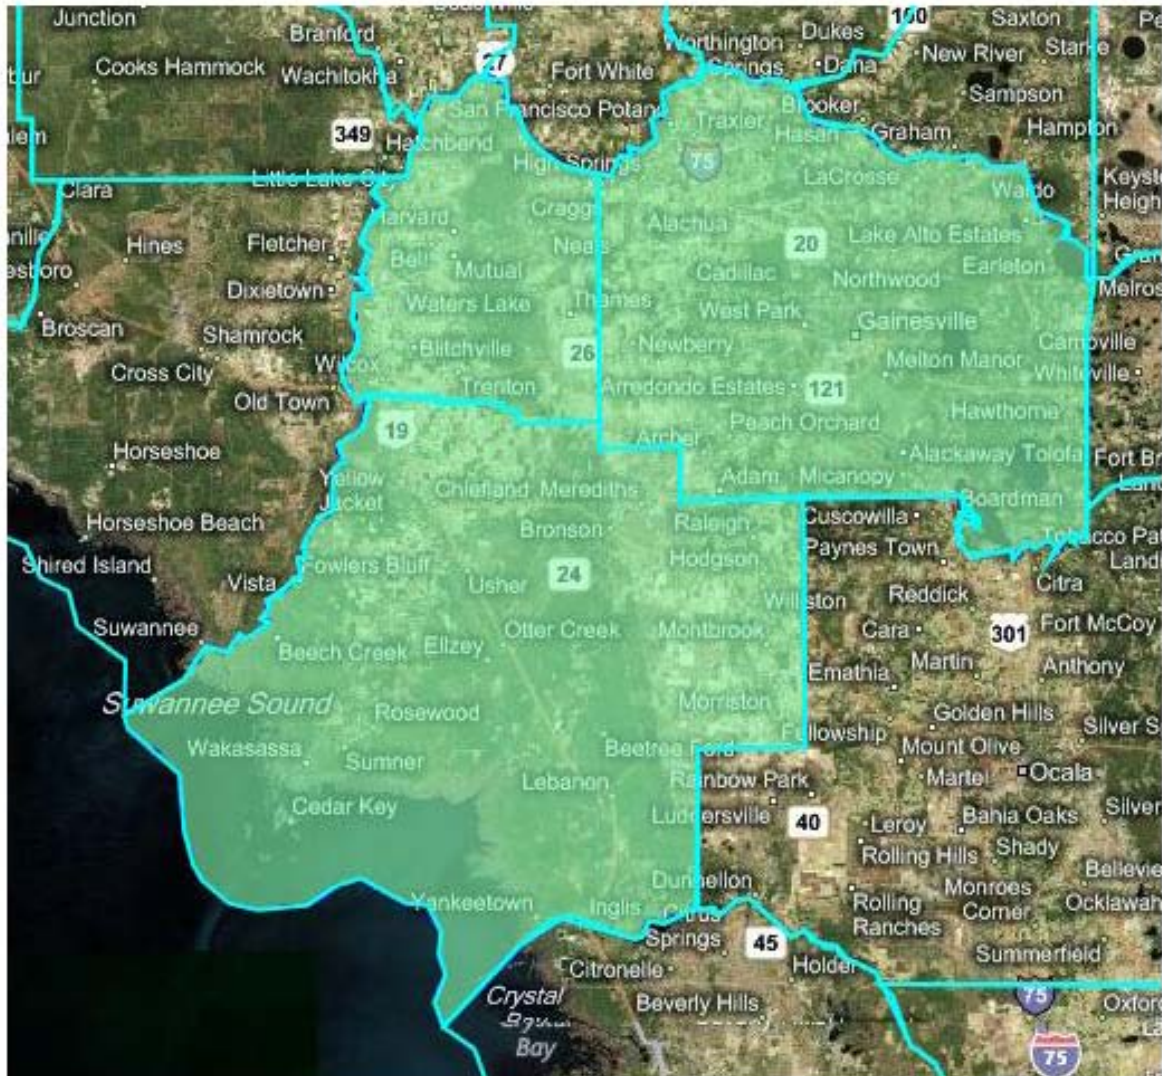 Junction
Branford
100
Saxton
Dukes
Worthington
Springs
New River
Starke
Cooks Hammock
Wachitokha
27
Fort White
Dana
Sampson
San Francisco Potano
Traxler
Brooker
Hasan
Graham
Hampton
349
Hatchbend
High Springs
75
LaCrosse
Waldo
Clara
Little Lake City
Craggs
Alachua
20
Lake Alto Estates
Harvard
Hines
Fletcher
Neals
Bell
Mutual
Cadillac
Northwood
Earleton
Dixietown
Waters Lake
Thames
West Park
Gainesville
Broscan
Shamrock
Blitchville
26
Newberry
Melton Manor
Wilcox
Cross City
Trenton
Arredondo Estates
121
Old Town
Peach Orchard
Hawthorne
19
Archer
Horseshoe
Alackaway Tolofa
Yellow
Jacket
Chiefland
Merediths
Adam
Micanopy
Boardman
Horseshoe Beach
Bronson
Raleigh
Cuscowilla
Shired Island
Vista
Fowlers Bluff
Usher
24
Hodgson
Paynes Town
Citra
Williston
Reddick
Suwannee
Beech Creek
Ellzey
Otter Creek
Montbrook
Cara
301
Fort McCoy
Emathia
Martin
Anthony
Suwannee Sound
Rosewood
Morriston
Golden Hills
Wakasassa
Sumner
Beetree Ford
Fellowship
Mount Olive
Lebanon
Rainbow Park
Martel
Ocala
Cedar Key
40
Leroy
Bahia Oaks
Silver
Rolling Hills
Shady
Dunnellon
Monroes
Corner
Yankeetown
Inglis
Citrus
Springs
Rolling
Ranches
45
Summerfield
Citronelle
Holder
Crystal
Bay
Beverly Hills
75
75